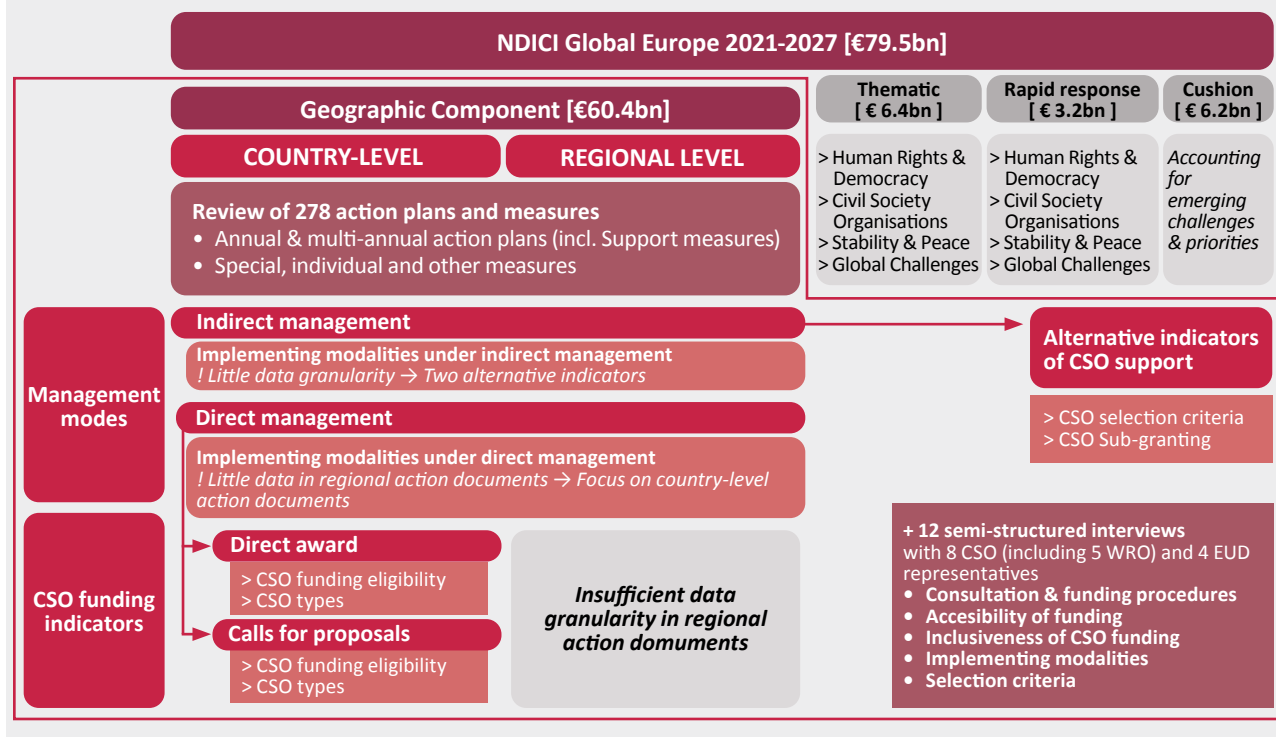 NDICI Global Europe 2021-2027 [€79.5bn]
Geographic Component [€60.4bn]
COUNTRY-LEVEL
REGIONAL LEVEL
Review of 278 action plans and measures
• Annual & multi-annual action plans (incl. Support measures)
• Special, individual and other measures
Thematic
[ € 6.4bn ]
> Human Rights &
Democracy
> Civil Society
Organisations
> Stability & Peace
> Global Challenges
Rapid response
[ € 3.2bn ]
> Human Rights &
Democracy
> Civil Society
Organisations
> Stability & Peace
> Global Challenges
Cushion
[ € 6.2bn ]
Accounting
for
emerging
challenges
& priorities
Management
modes
Indirect management
Implementing modalities under indirect management
! Little data granularity → Two alternative indicators
Alternative indicators
of CSO support
> CSO selection criteria
> CSO Sub-granting
Direct management
Implementing modalities under direct management
! Little data in regional action documents → Focus on country-level
action documents
CSO funding
indicators
Direct award
> CSO funding eligibility
> CSO types
Calls for proposals
> CSO funding eligibility
> CSO types
Insufficient data
granularity in regional
action domuments
+ 12 semi-structured interviews
with 8 CSO (including 5 WRO) and 4 EUD
representatives
• Consultation & funding procedures
• Accesibility of funding
• Inclusiveness of CSO funding
• Implementing modalities
• Selection criteria